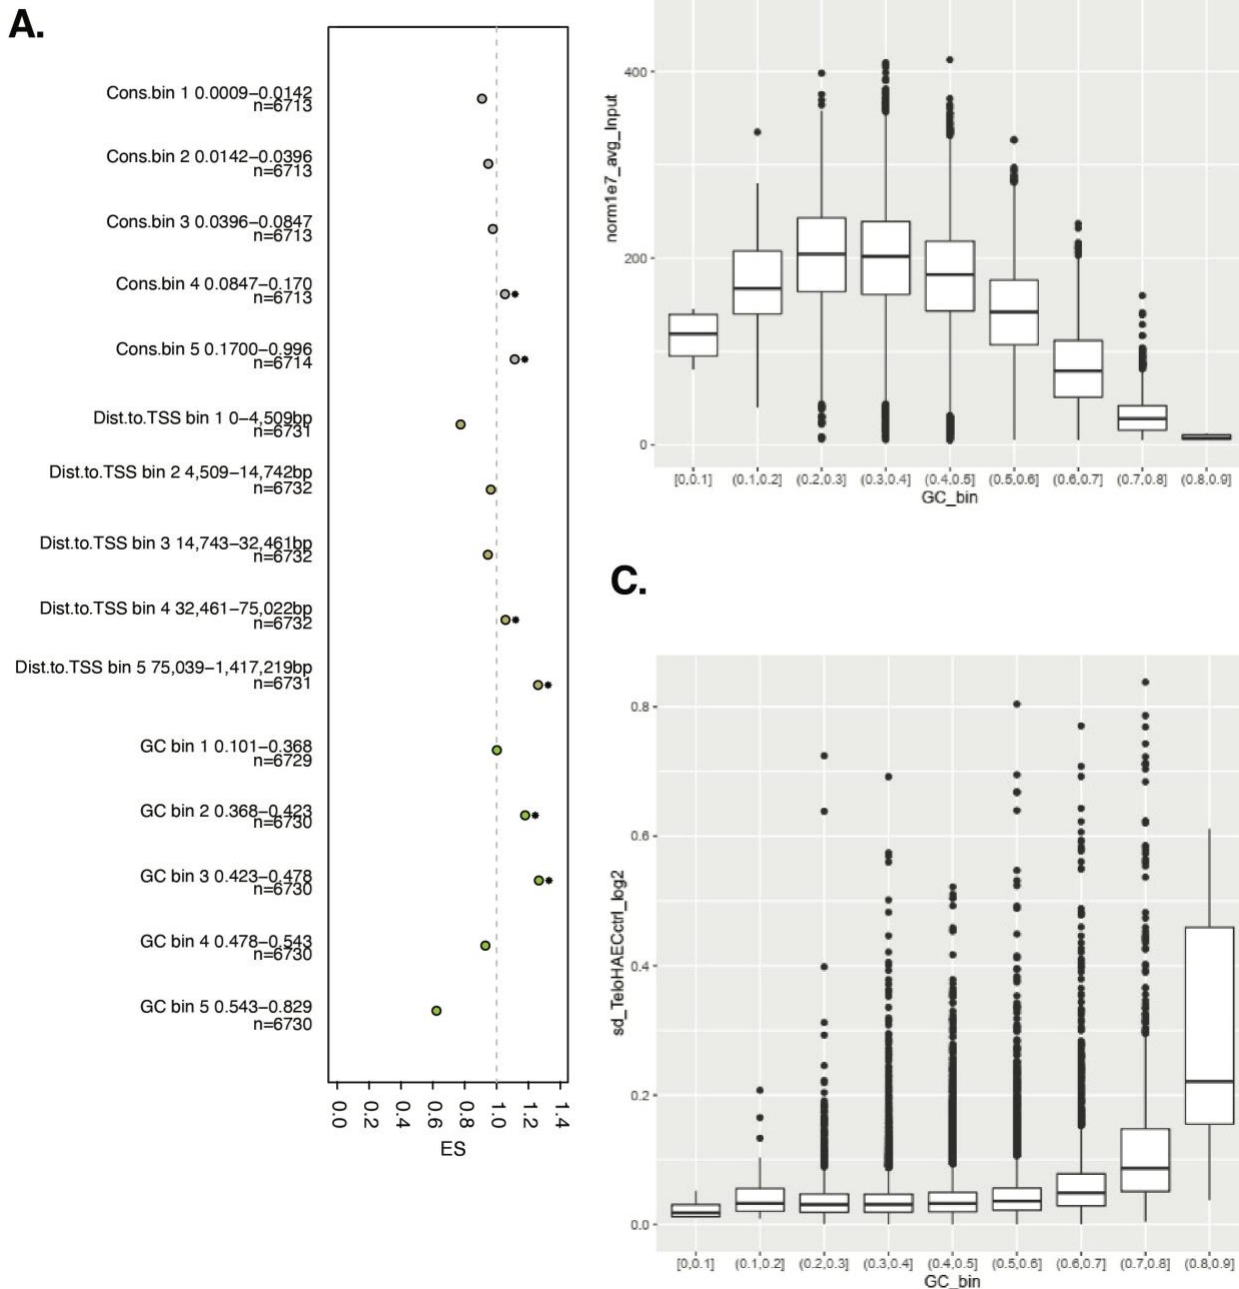 A.
Cons.bin 1 0.0009−0.0142
n=6713
Cons.bin 2 0.0142−0.0396
n=6713
Cons.bin 3 0.0396−0.0847
n=6713
Cons.bin 4 0.0847−0.170
n=6713
Cons.bin 5 0.1700−0.996
n=6714
Dist.to.TSS bin 1 0−4,509bp
n=6731
Dist.to.TSS bin 2 4,509−14,742bp
n=6732
Dist.to.TSS bin 3 14,743−32,461bp
n=6732
Dist.to.TSS bin 4 32,461−75,022bp
n=6732
Dist.to.TSS bin 5 75,039−1,417,219bp
n=6731
GC bin 1 0.101−0.368
n=6729
GC bin 2 0.368−0.423
n=6730
GC bin 3 0.423−0.478
n=6730
GC bin 4 0.478−0.543
n=6730
GC bin 5 0.543−0.829
n=6730
0.0 0.2 0.4 0.6 0.8 1.0 1.2 1.4
ES
norm1e7_avg_Input
400
200
0
[0,0.1] (0.1,0.2] (0.2,0.3] (0.3,0.4] (0.4,0.5] (0.5,0.6] (0.6,0.7] (0.7,0.8] (0.8,0.9]
GC_bin
C.
sd_TeloHAECctrl_log2
0.8
0.6
0.4
0.2
0.0
[0,0.1] (0.1,0.2] (0.2,0.3] (0.3,0.4] (0.4,0.5] (0.5,0.6] (0.6,0.7] (0.7,0.8] (0.8,0.9]
GC_bin